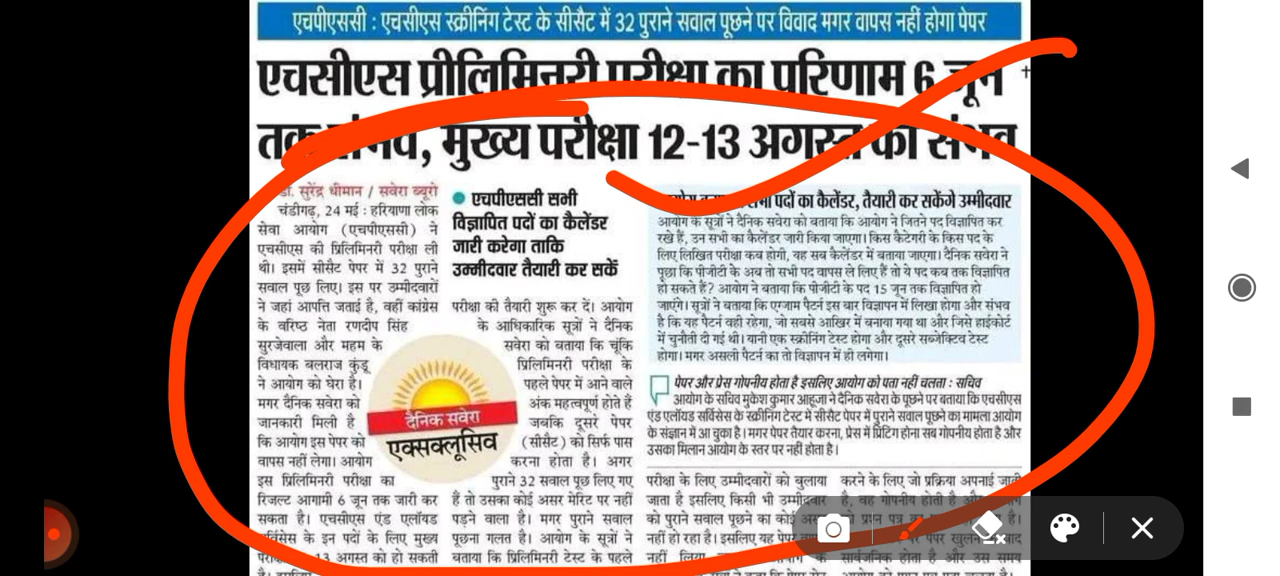 एचपीएससी : एचसीएस स्क्रीनिंग टेस्ट के सीसैट में 32 पुराने सवाल पूछने पर विवाद मगर वापस नहीं होगा पेपर
एचसीएस प्रीलिमिनरी परीक्षा का परिणाम 6 जून
तक संभव, मुख्य परीक्षा 12-13 अगस्त को संभव
डा. सुरेंद्र धीमान / सवेरा ब्यूरो
चंडीगढ़, 24 मई : हरियाणा लोक
सेवा आयोग (एचपीएससी) ने
एचसीएस की प्रिलिमिनरी परीक्षा ली
थी। इसमें सीसैट पेपर में 32 पुराने
सवाल पूछ लिए। इस पर उम्मीदवारों
ने जहां आपत्ति जताई है, वहीं कांग्रेस
के वरिष्ठ नेता रणदीप सिंह
सुरजेवाला और महम के
विधायक बलराज कुंडू
ने आयोग को घेरा है।
मगर दैनिक सवेरा को
जानकारी मिली है
कि आयोग इस पेपर को
वापस नहीं लेगा। आयोग
इस प्रिलिमिनरी परीक्षा का
रिजल्ट आगामी 6 जून तक जारी कर
सकता है। एचसीएस एंड एलॉयड
सर्विसेस के इन पदों के लिए मुख्य
13 अगस्त को हो सकती
एचपीएससी सभी
विज्ञापित पदों का कैलेंडर
जारी करेगा ताकि
उम्मीदवार तैयारी कर सकें
परीक्षा की तैयारी शुरू कर दें। आयोग
के आधिकारिक सूत्रों ने दैनिक
सवेरा को बताया कि चूंकि
प्रिलिमिनरी परीक्षा के
पहले पेपर में आने वाले
अंक महत्वपूर्ण होते हैं
जबकि दूसरे पेपर
(सीसैट) को सिर्फ पास
करना होता है। अगर
पुराने 32 सवाल पूछ लिए गए
हैं तो उसका कोई असर मेरिट पर नहीं
पड़ने वाला है। मगर पुराने सवाल
पूछना गलत है। आयोग के सूत्रों ने
बताया कि प्रिलिमिनरी टेस्ट के पहले
दैनिक सवेरा
एक्सक्लूसिव
पदों का कैलेंडर, तैयारी कर सकेंगे उम्मीदवार
आयोग के सूत्रों ने दैनिक सवेरा को बताया कि आयोग ने जितने पद विज्ञापित कर
रखे हैं, उन सभी का कैलेंडर जारी किया जाएगा। किस कैटेगरी के किस पद के
लिए लिखित परीक्षा कब होगी, यह सब कैलेंडर में बताया जाएगा। दैनिक सवेरा ने
पूछा कि पीजीटी के अब तो सभी पद वापस ले लिए हैं तो ये पद कब तक विज्ञापित
हो सकते हैं? आयोग ने बताया कि पीजीटी के पद 15 जून तक विज्ञापित हो
जाएंगे। सूत्रों ने बताया कि एग्जाम पैटर्न इस बार विज्ञापन में लिखा होगा और संभव
है कि यह पैटर्न वही रहेगा, जो सबसे आखिर में बनाया गया था और जिसे हाईकोर्ट
में चुनौती दी गई थी। यानी एक स्क्रीनिंग टेस्ट होगा और दूसरे सब्जेक्टिव टेस्ट
होगा। मगर असली पैटर्न का तो विज्ञापन में ही लगेगा।
पेपर और प्रेस गोपनीय होता है इसलिए आयोग को पता नहीं चलता : सचिव
आयोग के सचिव मुकेश कुमार आहूजा ने दैनिक सवेरा के पूछने पर बताया कि एचसीएस
एंड एलॉयड सर्विसेस के स्क्रीनिंग टेस्ट में सीसैट पेपर में पुराने सवाल पूछने का मामला आयोग
के संज्ञान में आ चुका है। मगर पेपर तैयार करना, प्रेस में प्रिंटिंग होना सब गोपनीय होता है और
उसका मिलान आयोग के स्तर पर नहीं होता है।
परीक्षा के लिए उम्मीदवारों को बुलाया
जाता है इसलिए किसी भी उम्मीदवार
को पुराने सवाल पूछने का कोई असर
नहीं हो रहा है। इसलिए यह पेपर
नहीं लिया
करने के लिए जो प्रक्रिया अपनाई जाती
है, वह गोपनीय होती है
प्रश्न पत्र
पेपर खुलने
सार्वजनिक होता है और उस समय